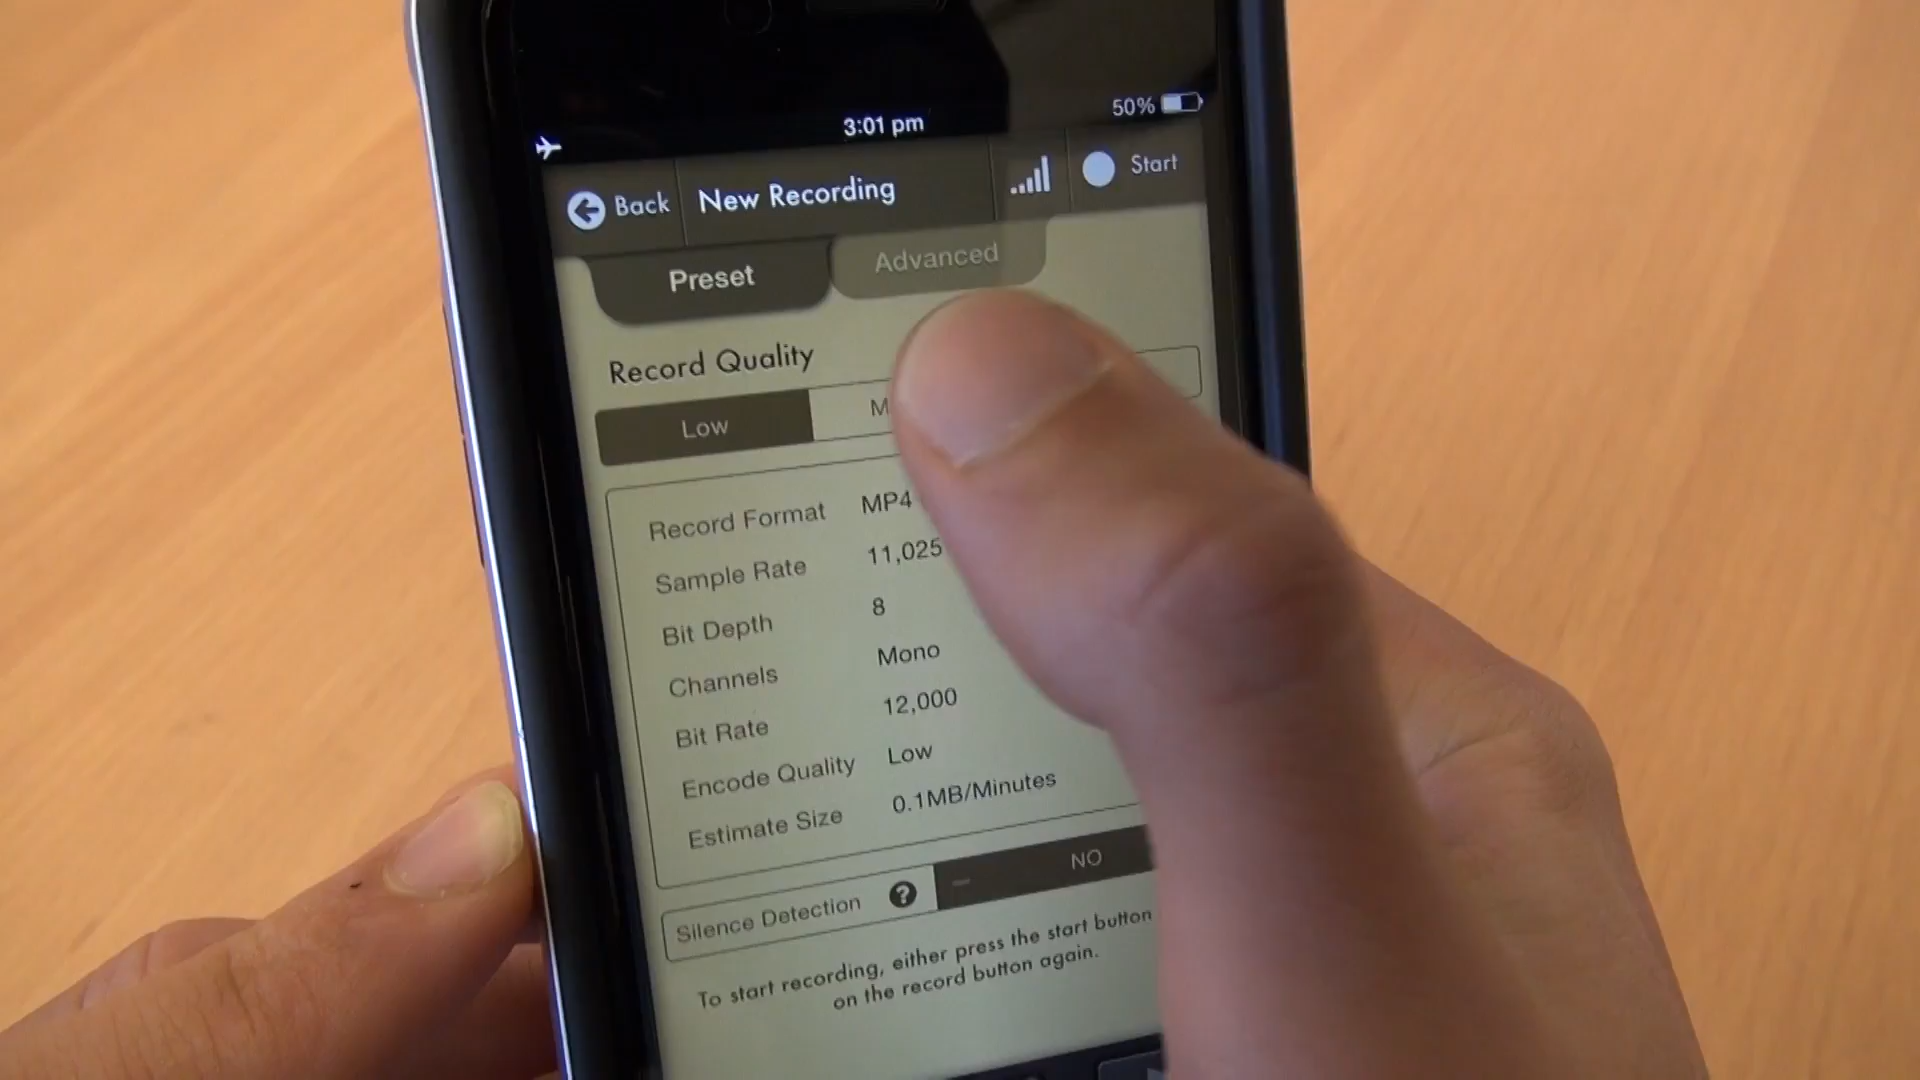 3:01 pm 50%
Back New Recording Start
Preset Advanced
Record Quality
Low
Record Format MP4
Sample Rate 11,025
Bit Depth 8
Channels Mono
Bit Rate 12,000
Encode Quality Low
Estimate Size 0.1MB/Minutes
Silence Detection ? NO
To start recording, either press the start button
on the record button again.